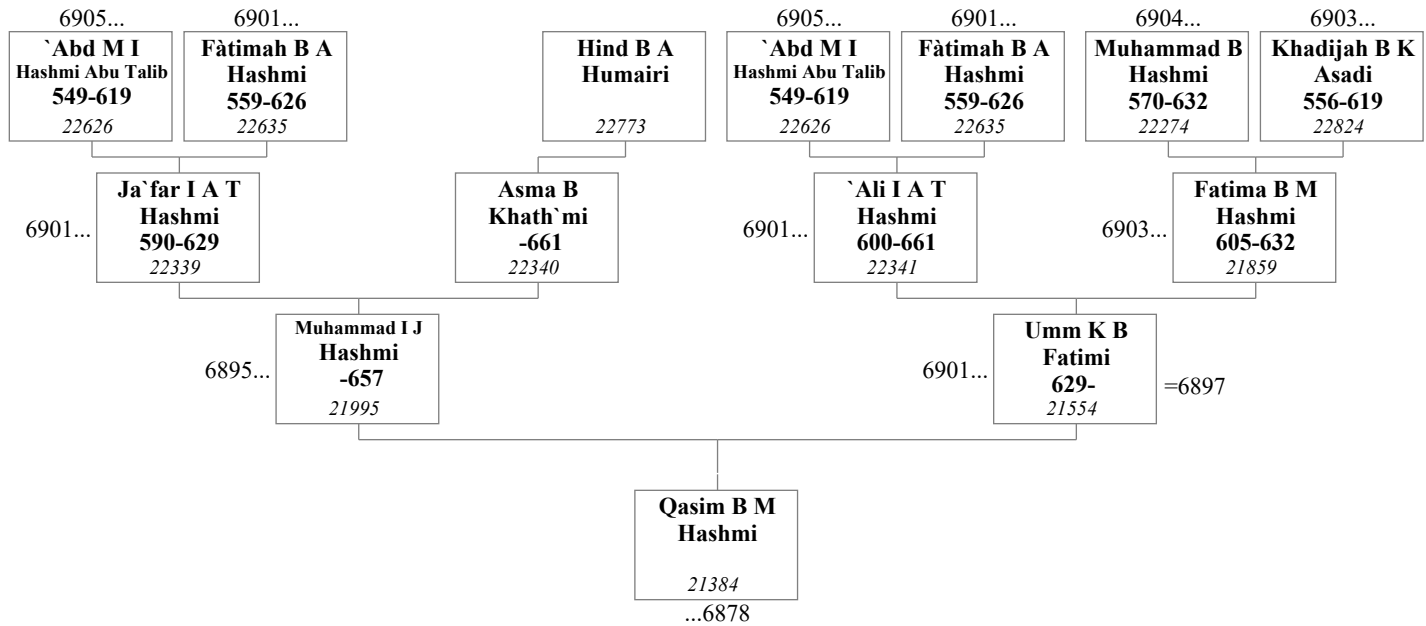 6905...
6901...
6905...
6901...
6904...
6903...
`Abd M I
Hashmi Abu Talib
549-619
22626
Fàtimah B A
Hashmi
559-626
22635
Hind B A
Humairi
22773
`Abd M I
Hashmi Abu Talib
549-619
22626
Fàtimah B A
Hashmi
559-626
22635
Muhammad B
Hashmi
570-632
22274
Khadijah B K
Asadi
556-619
22824
6901...
Ja`far I A T
Hashmi
590-629
22339
Asma B
Khath`mi
-661
22340
6901...
`Ali I A T
Hashmi
600-661
22341
6903...
Fatima B M
Hashmi
605-632
21859
6895...
Muhammad I J
Hashmi
-657
21995
6901...
Umm K B
Fatimi
629-
21554
=6897
Qasim B M
Hashmi
21384
...6878